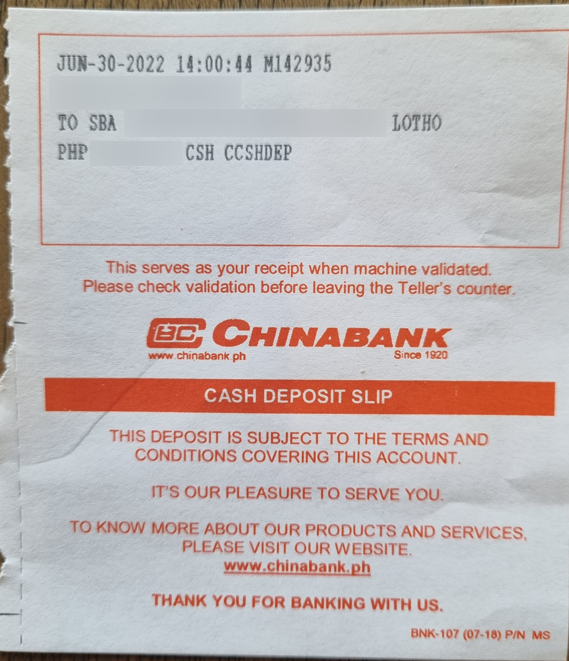 JUN-30-2022 14:00:44 M142935
TO SBA LOTHO
PHP CSH CCSHDEP
This serves as your receipt when machine validated.
Please check validation before leaving the Teller's counter.
CHINABANK
www.chinabank.ph Since 1920
CASH DEPOSIT SLIP
THIS DEPOSIT IS SUBJECT TO THE TERMS AND
CONDITIONS COVERING THIS ACCOUNT.
IT'S OUR PLEASURE TO SERVE YOU.
TO KNOW MORE ABOUT OUR PRODUCTS AND SERVICES,
PLEASE VISIT OUR WEBSITE.
www.chinabank.ph
THANK YOU FOR BANKING WITH US.
BNK-107 (07-18) P/N MS